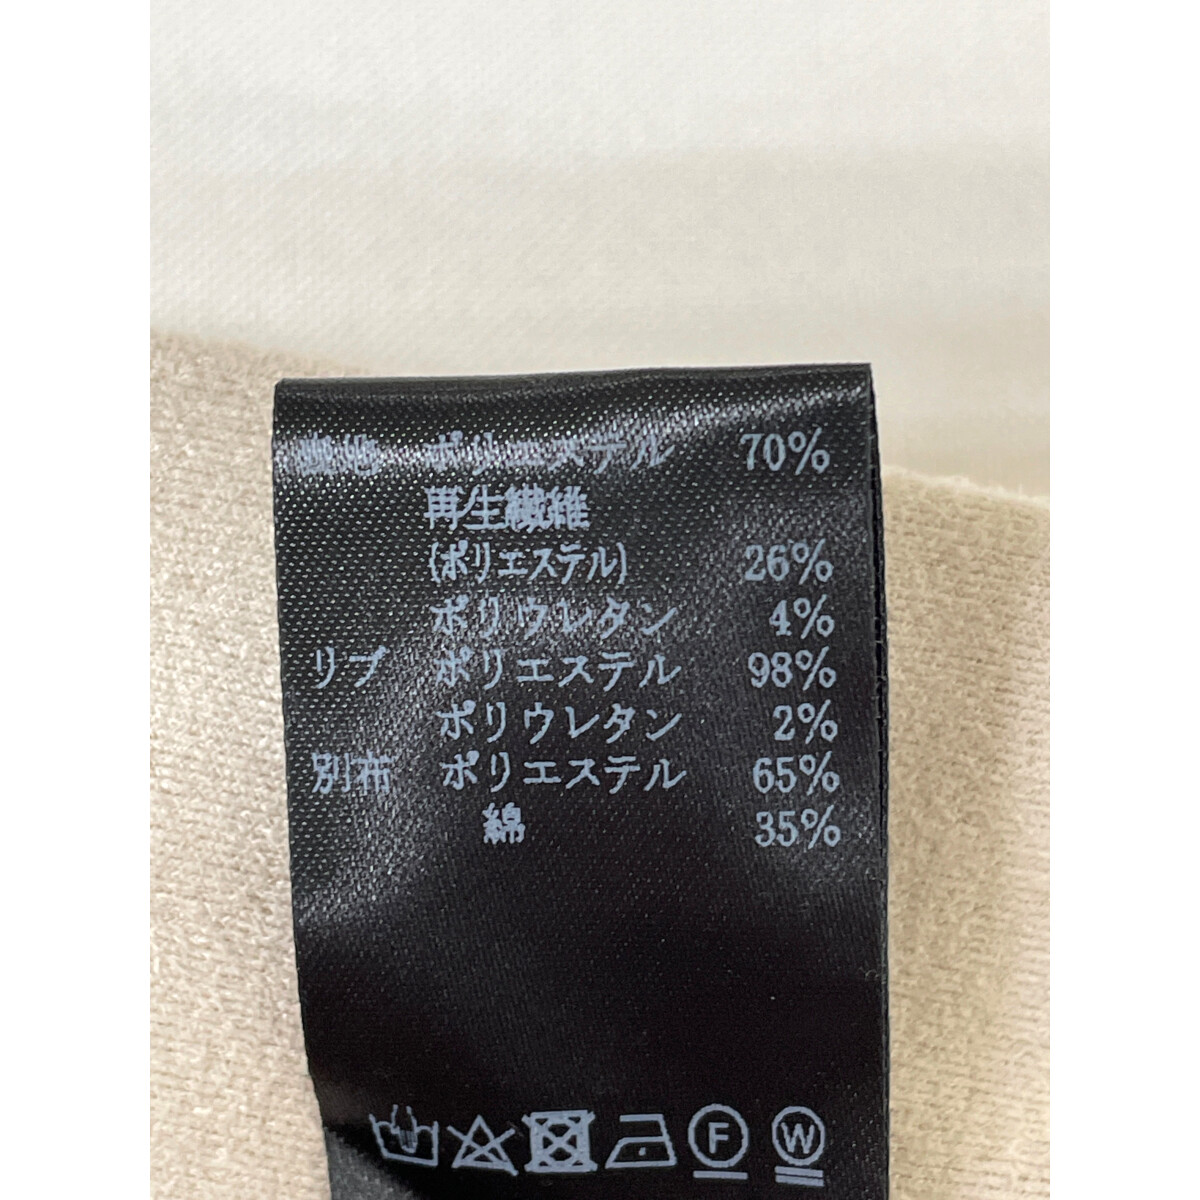 表地 ポリエステル 70%
再生繊維
(ポリエステル) 26%
ポリウレタン 4%
リブ ポリエステル 98%
ポリウレタン 2%
別布 ポリエステル 65%
綿 35%
F W